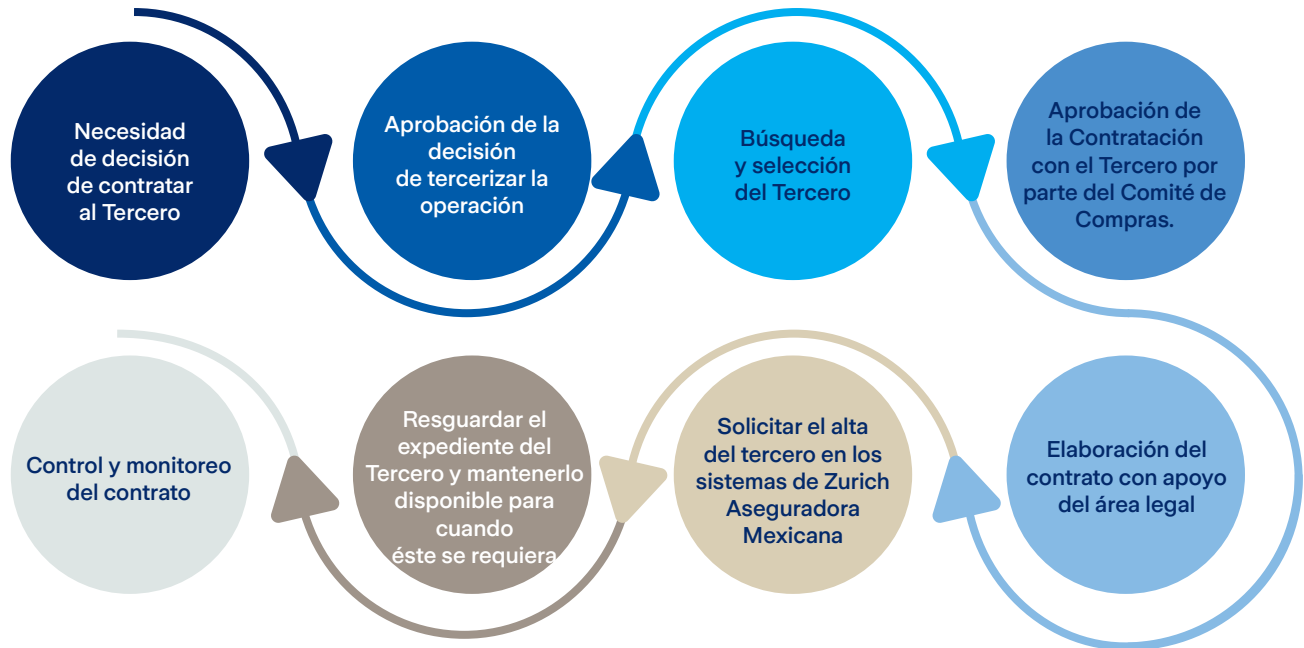 Necesidad
de decisión
de contratar
al Tercero
Aprobación de la
decisión
de tercerizar la
operación
Búsqueda
y selección
del Tercero
Aprobación de
la Contratación
con el Tercero por
parte del Comité de
Compras.
Control y monitoreo
del contrato
Resguardar el
expediente del
Tercero y mantenerlo
disponible para
cuando
éste se requiera
Solicitar el alta
del tercero en los
sistemas de Zurich
Aseguradora
Mexicana
Elaboración del
contrato con apoyo
del área legal